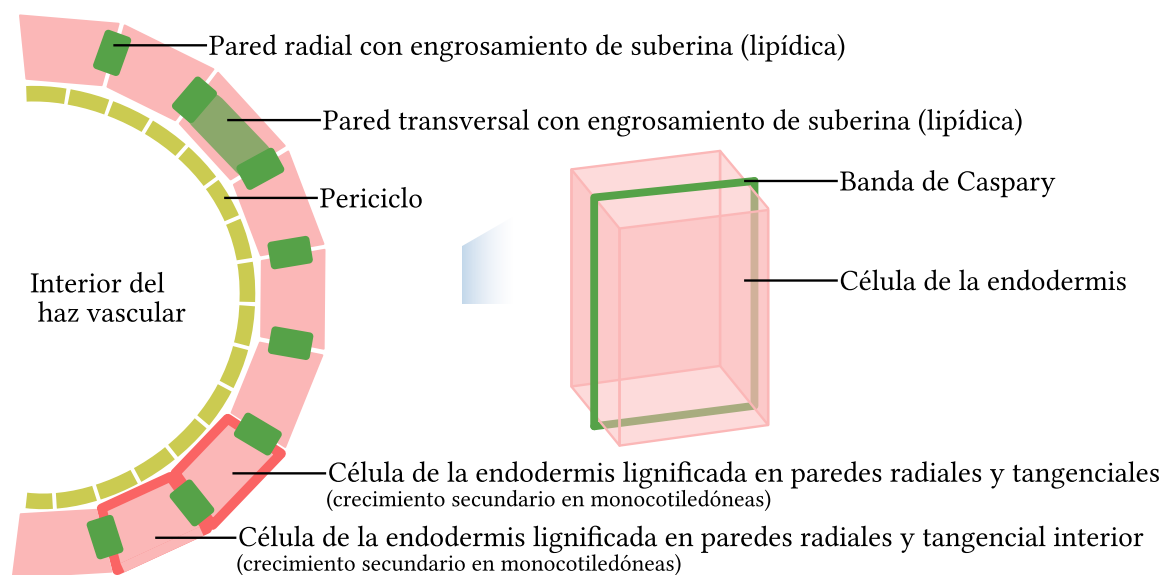 Pared radial con engrosamiento de suberina (lipídica)
Pared transversal con engrosamiento de suberina (lipídica)
Banda de Caspary
Periciclo
Interior del
haz vascular
Célula de la endodermis
Célula de la endodermis lignificada en paredes radiales y tangenciales
(crecimiento secundario en monocotiledóneas)
Célula de la endodermis lignificada en paredes radiales y tangencial interior
(crecimiento secundario en monocotiledóneas)